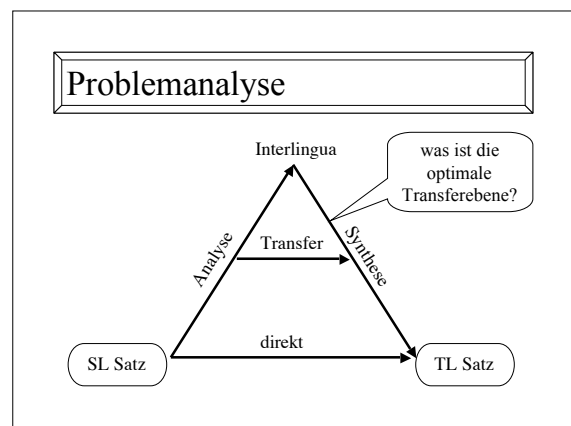 Problemanalyse
Interlingua
was ist die
optimale
Transferebene?
Analyse
Transfer
Synthese
direkt
SL Satz
TL Satz